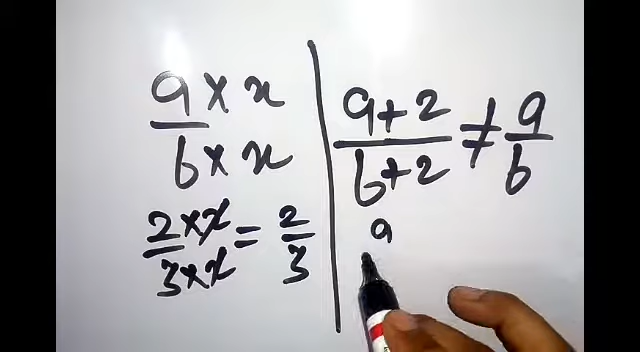 a × x / b × x
2 × x / 3 × x = 2 / 3
a + 2 / b + 2 ≠ a / b
a